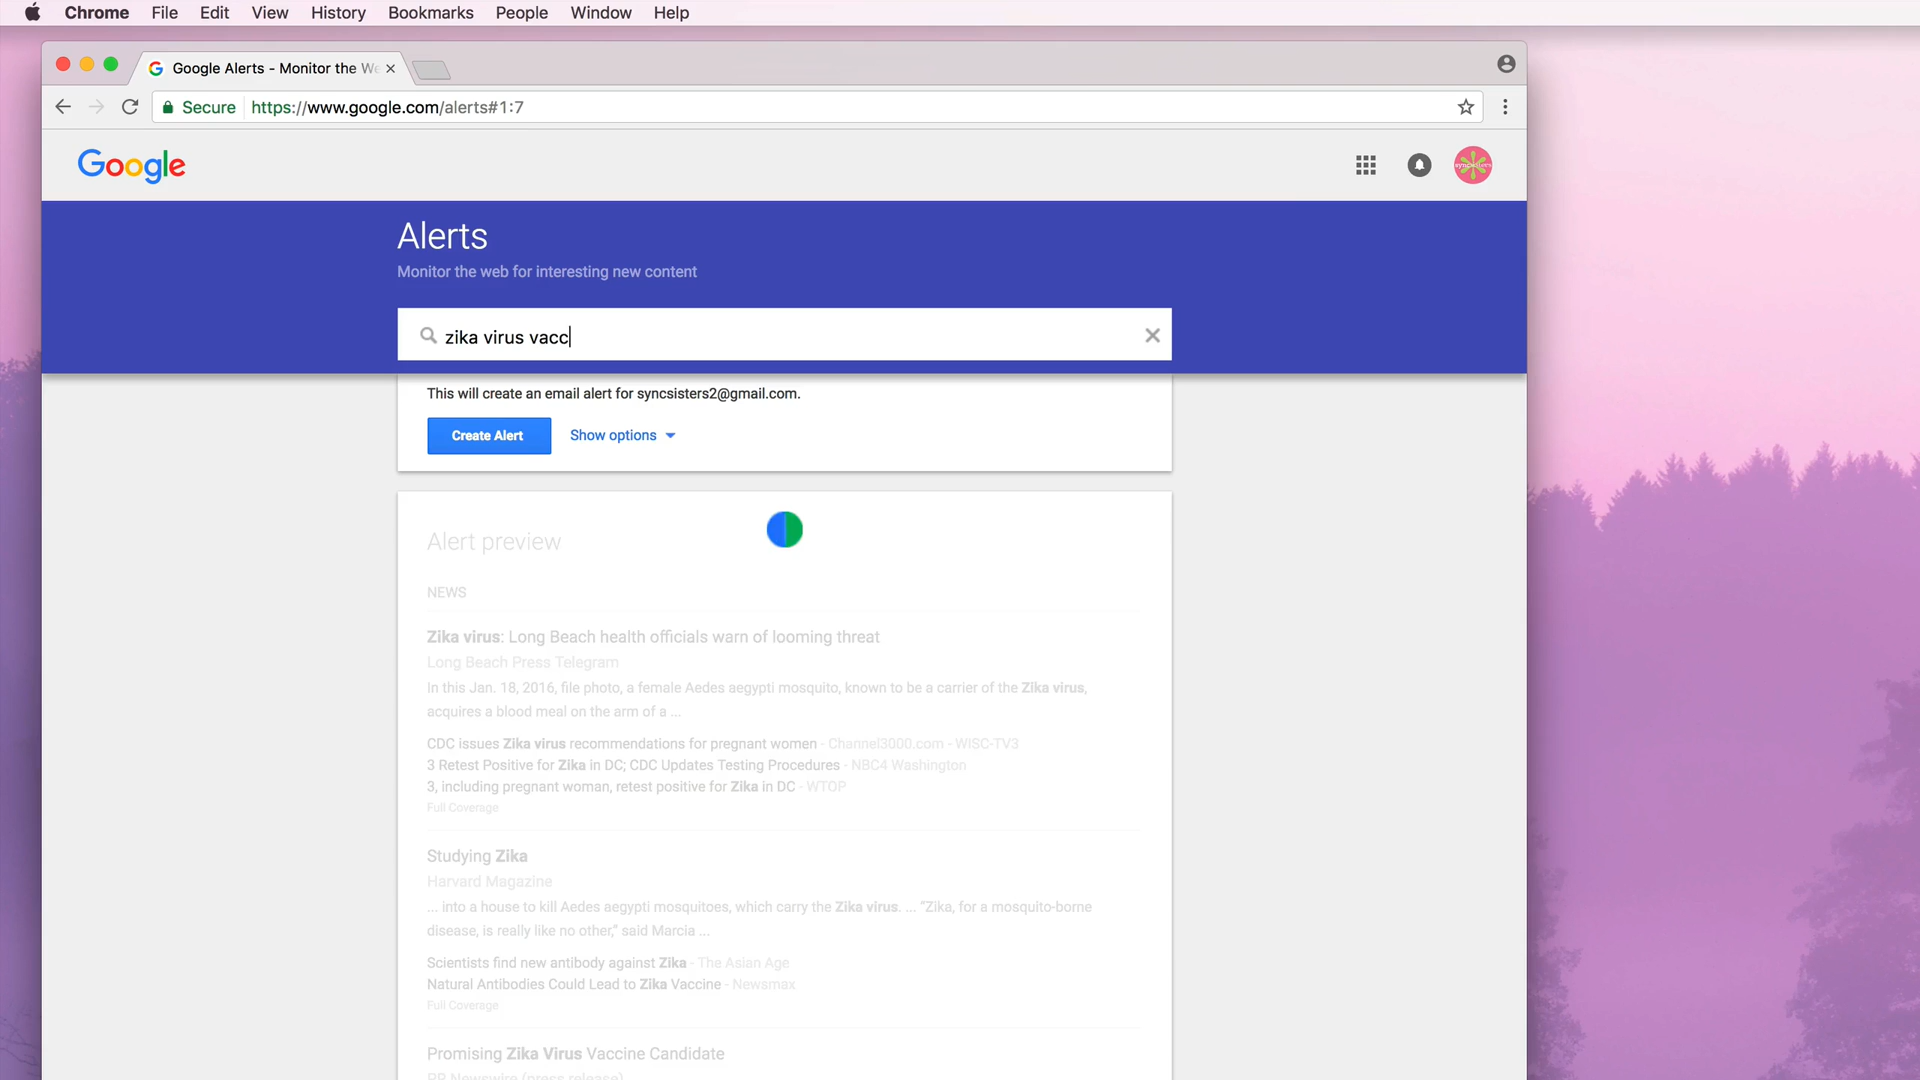 Chrome File Edit View History Bookmarks People Window Help
Google Alerts - Monitor the We
Secure https://www.google.com/alerts#1:7
Google
syncsisters
Alerts
Monitor the web for interesting new content
zika virus vacc
This will create an email alert for syncsisters2@gmail.com.
Create Alert Show options
Alert preview
NEWS
Zika virus: Long Beach health officials warn of looming threat
Long Beach Press Telegram
In this Jan. 18, 2016, file photo, a female Aedes aegypti mosquito, known to be a carrier of the Zika virus,
acquires a blood meal on the arm of a ...
CDC issues Zika virus recommendations for pregnant women - Channel3000.com - WISC-TV3
3 Retest Positive for Zika in DC; CDC Updates Testing Procedures - NBC4 Washington
3, including pregnant woman, retest positive for Zika in DC - WTOP
Full Coverage
Studying Zika
Harvard Magazine
... into a house to kill Aedes aegypti mosquitoes, which carry the Zika virus. ... “Zika, for a mosquito-borne
disease, is really like no other,” said Marcia ...
Scientists find new antibody against Zika - The Asian Age
Natural Antibodies Could Lead to Zika Vaccine - Newsmax
Full Coverage
Promising Zika Virus Vaccine Candidate
PR Newswire (press release)